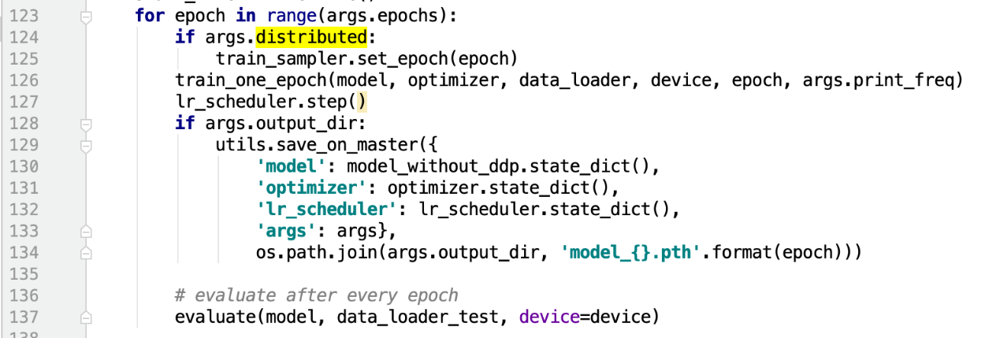 123 for epoch in range(args.epochs):
124 if args.distributed:
125 train_sampler.set_epoch(epoch)
126 train_one_epoch(model, optimizer, data_loader, device, epoch, args.print_freq)
127 lr_scheduler.step()
128 if args.output_dir:
129 utils.save_on_master({
130 'model': model_without_ddp.state_dict(),
131 'optimizer': optimizer.state_dict(),
132 'lr_scheduler': lr_scheduler.state_dict(),
133 'args': args},
134 os.path.join(args.output_dir, 'model_{}.pth'.format(epoch)))
135
136 # evaluate after every epoch
137 evaluate(model, data_loader_test, device=device)
138